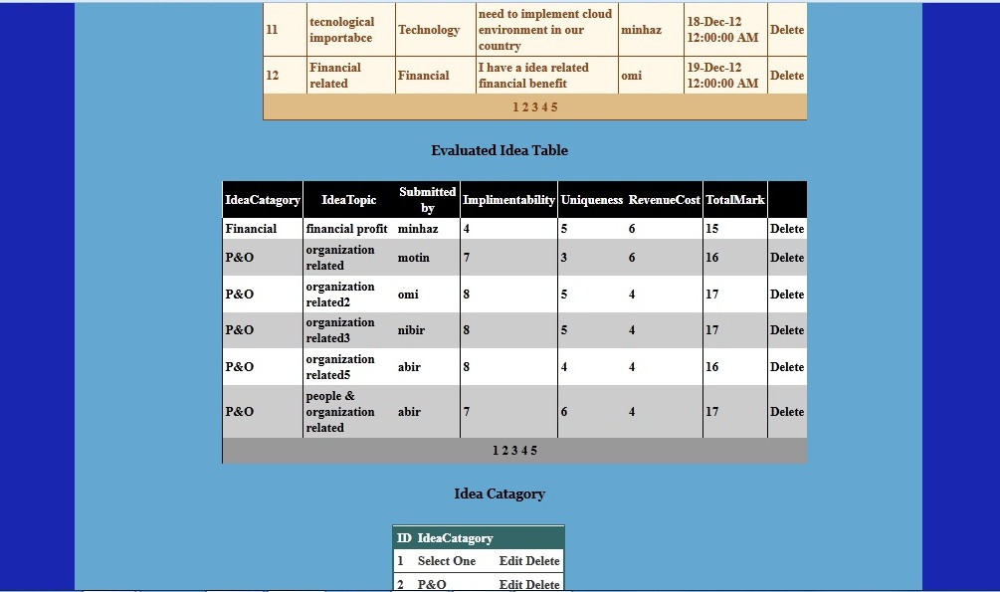 11 tecnological importabce Technology need to implement cloud environment in our country minhaz 18-Dec-12 12:00:00 AM Delete
12 Financial related Financial I have a idea related financial benefit omi 19-Dec-12 12:00:00 AM Delete
1 2 3 4 5
Evaluated Idea Table
IdeaCatagory IdeaTopic Submitted by Implimentability Uniqueness RevenueCost TotalMark
Financial financial profit minhaz 4 5 6 15 Delete
P&O organization related motin 7 3 6 16 Delete
P&O organization related2 omi 8 5 4 17 Delete
P&O organization related3 nibir 8 5 4 17 Delete
P&O organization related5 abir 8 4 4 16 Delete
P&O people & organization related abir 7 6 4 17 Delete
1 2 3 4 5
Idea Catagory
ID IdeaCatagory
1 Select One Edit Delete
2 P&O Edit Delete